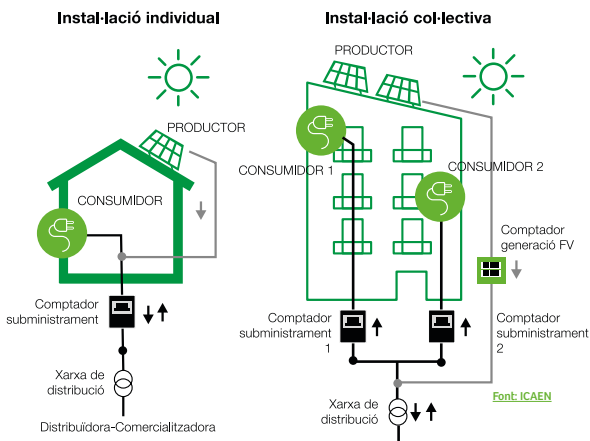 Instal·lació individual
PRODUCTOR
CONSUMIDOR
Comptador
subministrament
Xarxa de
distribució
Distribuïdora-Comercialitzadora
Instal·lació col·lectiva
PRODUCTOR
CONSUMIDOR 1
CONSUMIDOR 2
Comptador
generació FV
Comptador
subministrament
1
Comptador
subministrament
2
Xarxa de
distribució
Font: ICAEN